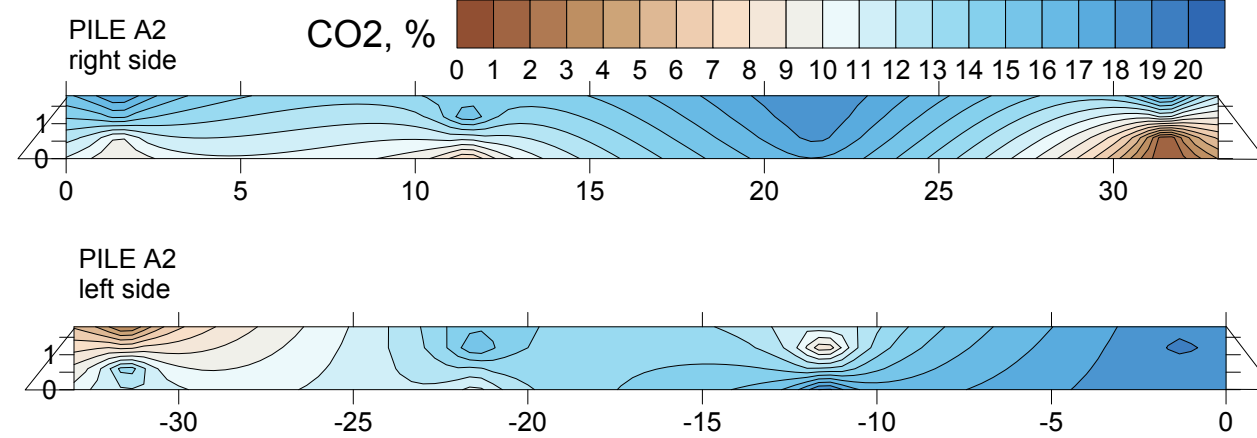 PILE A2
right side
CO2, %
0 1 2 3 4 5 6 7 8 9 10 11 12 13 14 15 16 17 18 19 20
1
0
0 5 10 15 20 25 30
PILE A2
left side
1
0
-30 -25 -20 -15 -10 -5 0